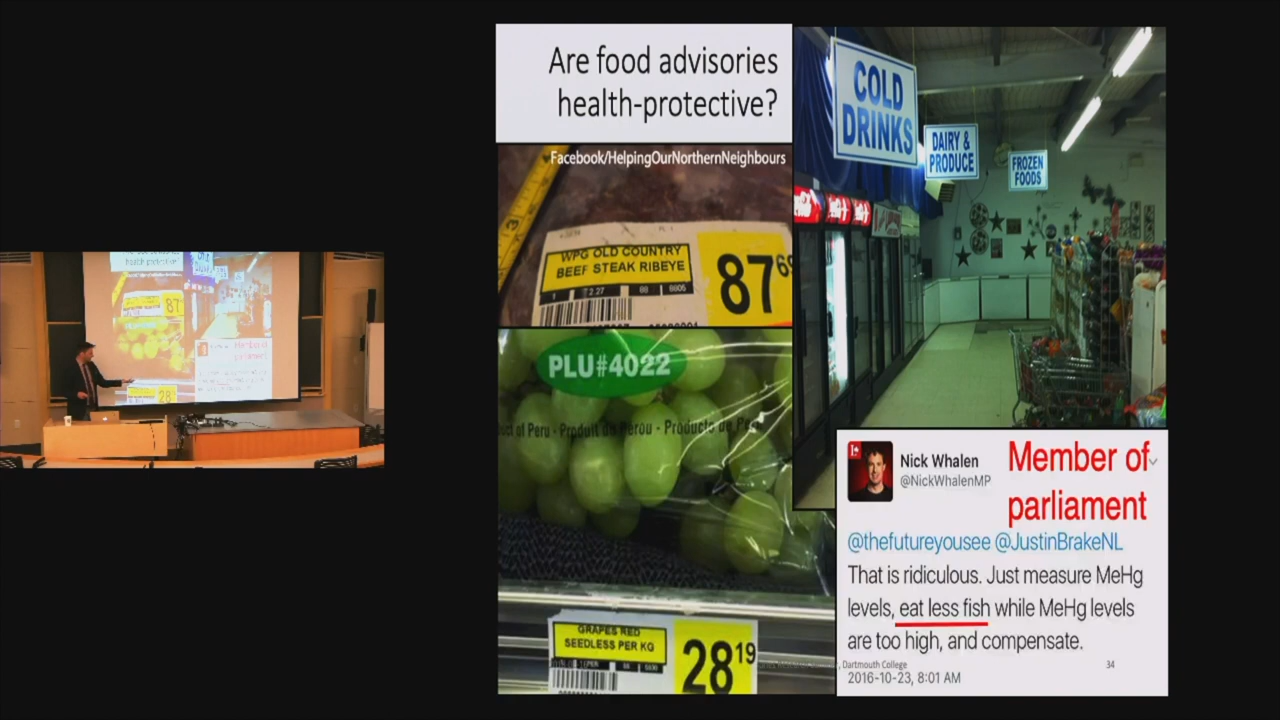 Are food advisories
health-protective?
Facebook/HelpingOurNorthernNeighbours
WPG OLD COUNTRY
BEEF STEAK RIBEYE
87 69
PLU#4022
Product of Peru - Produit du Pérou - Producto de
GRAPES RED
SEEDLESS PER KG
28 19
COLD
DRINKS
DAIRY &
PRODUCE
FROZEN
FOODS
Nick Whalen
@NickWhalenMP
Member of
parliament
@thefutureyousee @JustinBrakeNL
That is ridiculous. Just measure MeHg
levels, eat less fish while MeHg levels
are too high, and compensate.
, Dartmouth College
34
2016-10-23, 8:01 AM